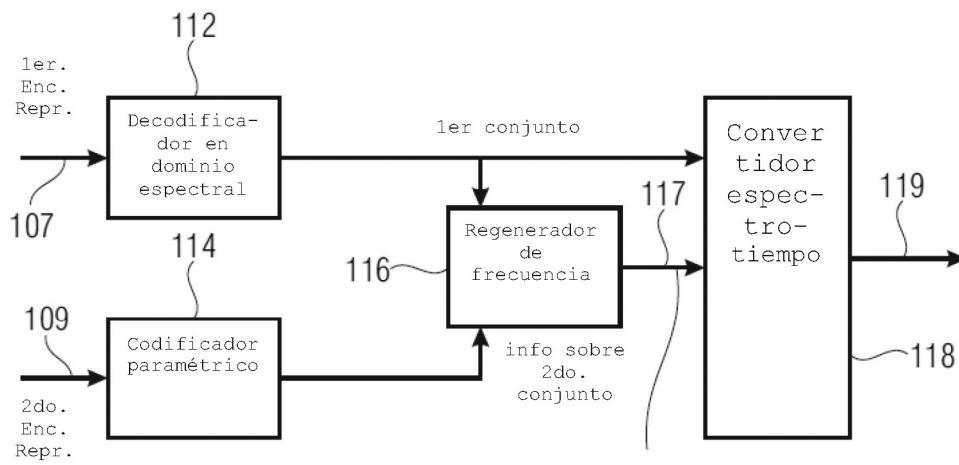 112
1er.
Enc.
Repr.
Decodifica-
dor en
dominio
espectral
107
1er conjunto
Conver
tidor
espec-
tro-
tiempo
117
119
114
116
Regenerador
de
frecuencia
109
Codificador
paramétrico
info sobre
2do.
conjunto
118
2do.
Enc.
Repr.